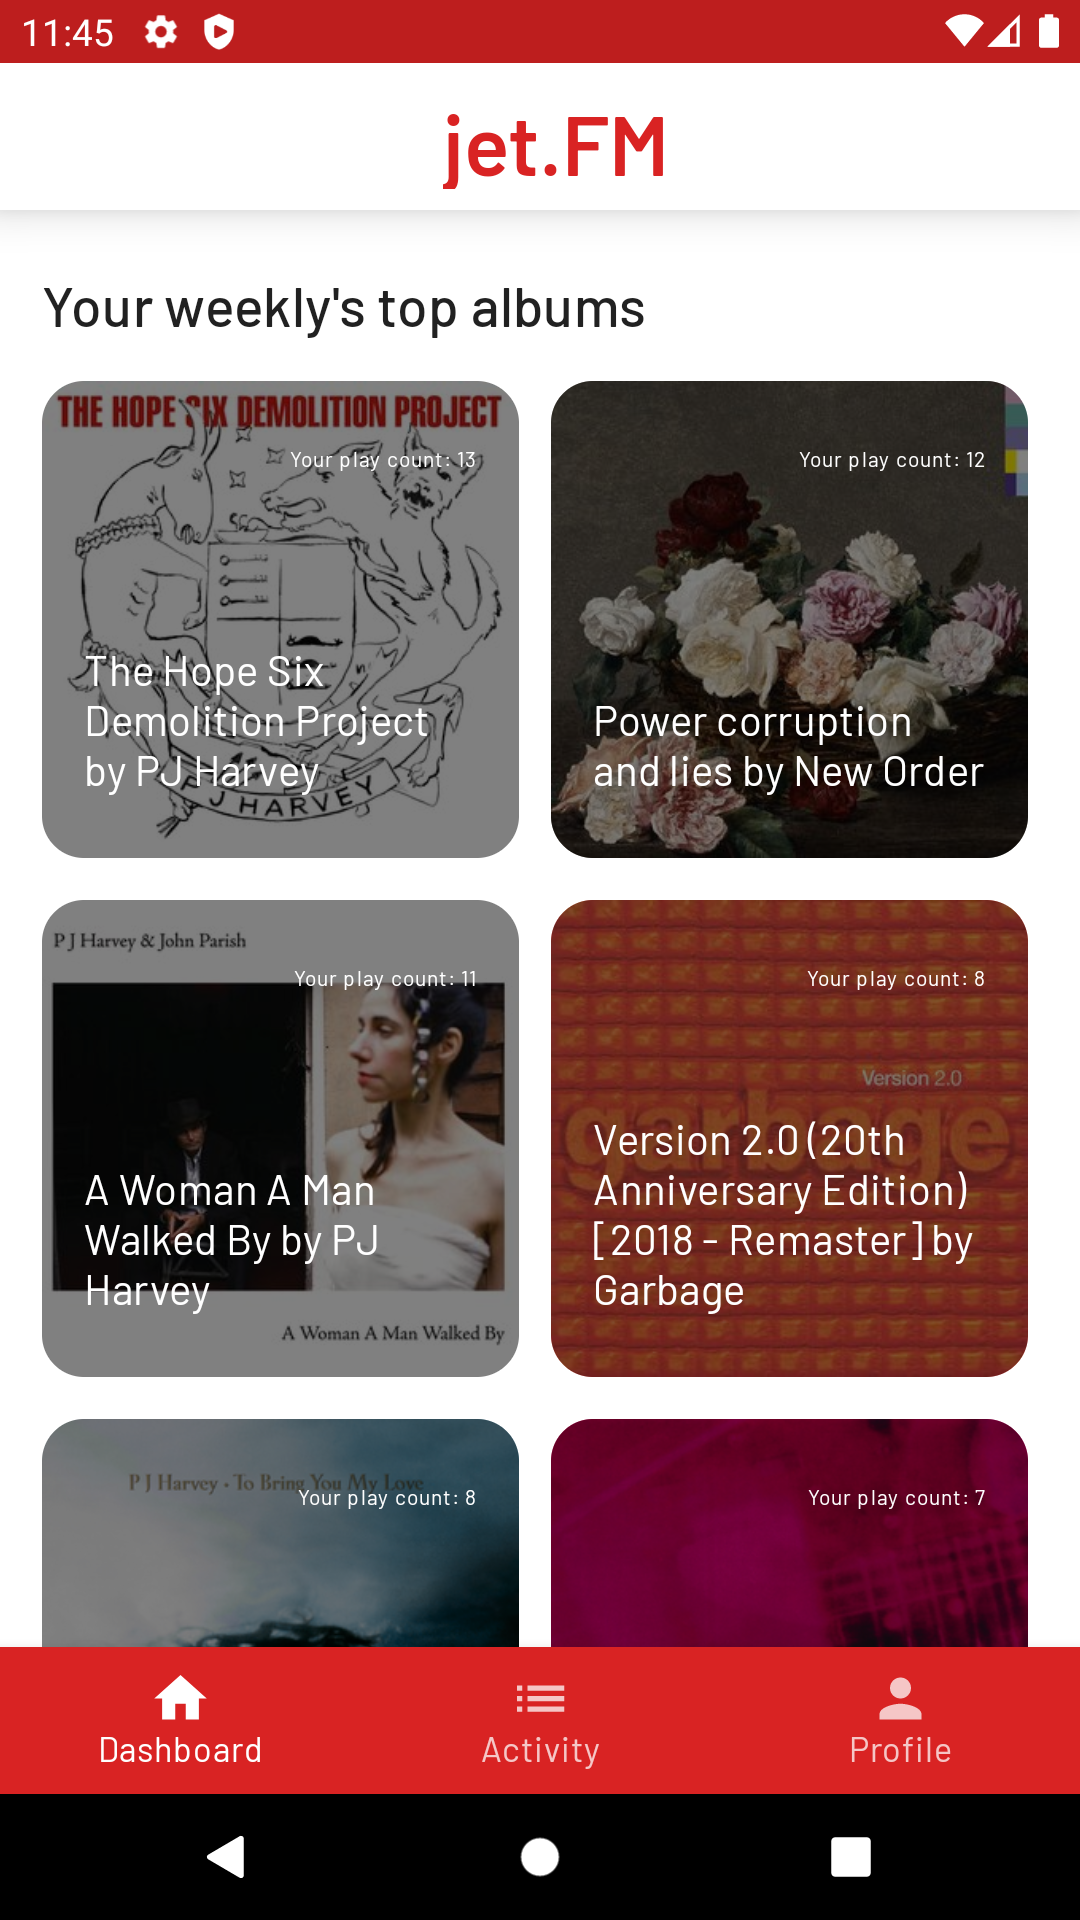 11:45
jet.FM
Your weekly's top albums
THE HOPE SIX DEMOLITION PROJECT
Your play count: 13
The Hope Six
Demolition Project
by PJ Harvey
PJ HARVEY
Your play count: 12
Power corruption
and lies by New Order
P J Harvey & John Parish
Your play count: 11
A Woman A Man
Walked By by PJ
Harvey
A Woman A Man Walked By
Your play count: 8
Version 2.0
garbage
Version 2.0 (20th
Anniversary Edition)
[2018 - Remaster] by
Garbage
P J Harvey • To Bring You My Love
Your play count: 8
Your play count: 7
Dashboard
Activity
Profile